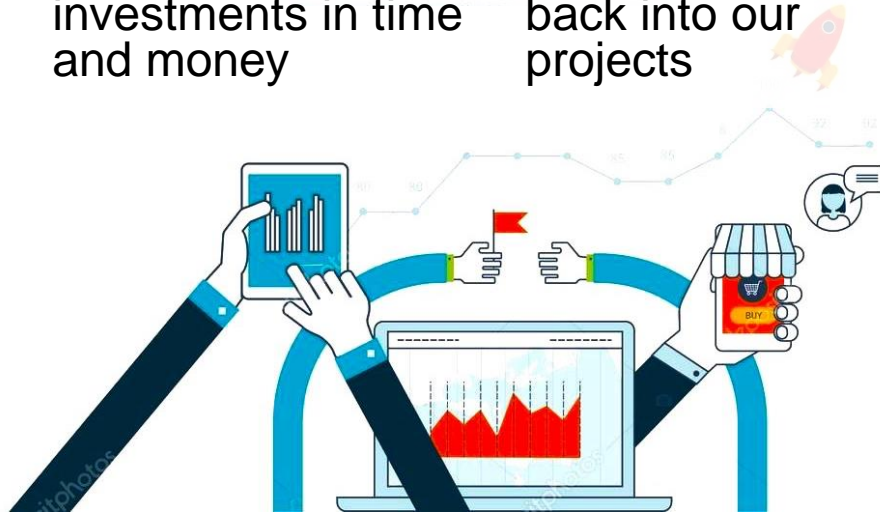 investments in time
and money
back into our
projects
BUY